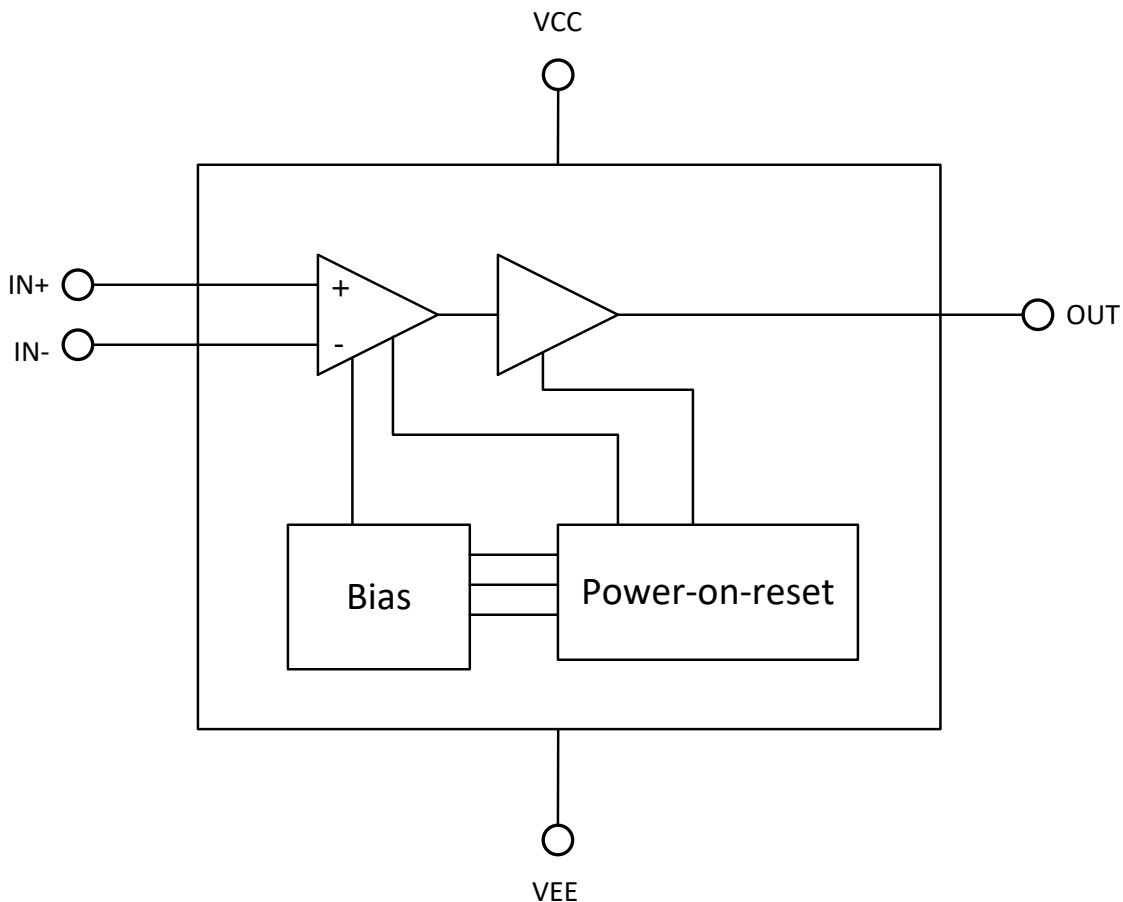 VCC
IN+
+
OUT
IN-
-
Bias
Power-on-reset
VEE